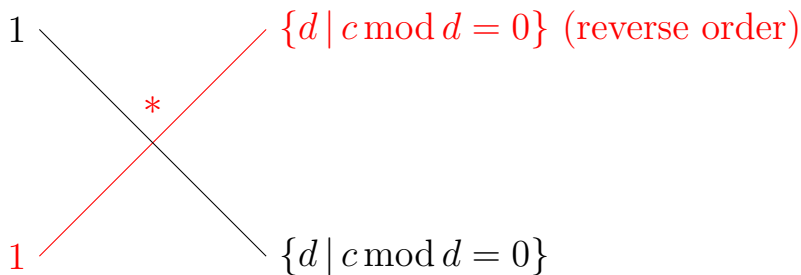 1 {d | c mod d = 0} (reverse order)
*
1 {d | c mod d = 0}